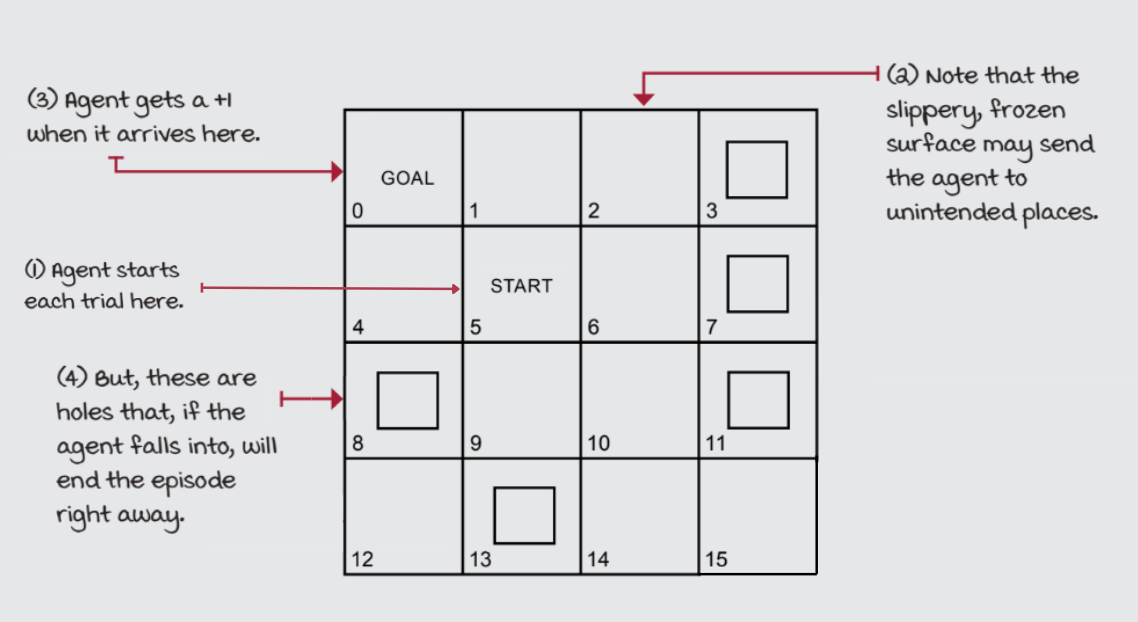 (3) Agent gets a +1
when it arrives here.
(2) Note that the
slippery, frozen
surface may send
the agent to
unintended places.
GOAL
0
1
2
3
(1) Agent starts
each trial here.
START
4
5
6
7
(4) But, these are
holes that, if the
agent falls into, will
end the episode
right away.
8
9
10
11
12
13
14
15